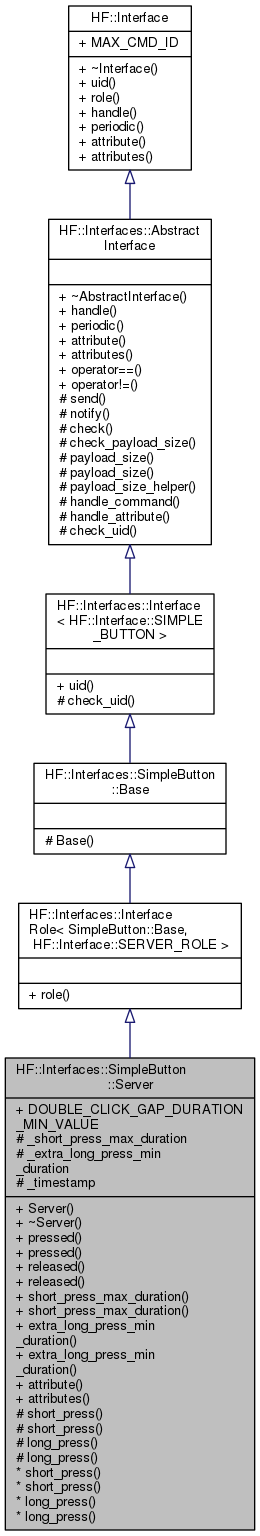 HF::Interface
+ MAX_CMD_ID
+ ~Interface()
+ uid()
+ role()
+ handle()
+ periodic()
+ attribute()
+ attributes()
HF::Interfaces::Abstract
Interface
+ ~AbstractInterface()
+ handle()
+ periodic()
+ attribute()
+ attributes()
+ operator==()
+ operator!=()
# send()
# notify()
# check()
# check_payload_size()
# payload_size()
# payload_size()
# payload_size_helper()
# handle_command()
# handle_attribute()
# check_uid()
HF::Interfaces::Interface
< HF::Interface::SIMPLE
_BUTTON >
+ uid()
# check_uid()
HF::Interfaces::SimpleButton
::Base
# Base()
HF::Interfaces::Interface
Role< SimpleButton::Base,
HF::Interface::SERVER_ROLE >
+ role()
HF::Interfaces::SimpleButton
::Server
+ DOUBLE_CLICK_GAP_DURATION
_MIN_VALUE
# _short_press_max_duration
# _extra_long_press_min
_duration
# _timestamp
+ Server()
+ ~Server()
+ pressed()
+ pressed()
+ released()
+ released()
+ short_press_max_duration()
+ short_press_max_duration()
+ extra_long_press_min
_duration()
+ extra_long_press_min
_duration()
+ attribute()
+ attributes()
# short_press()
# short_press()
# long_press()
# long_press()
* short_press()
* short_press()
* long_press()
* long_press()